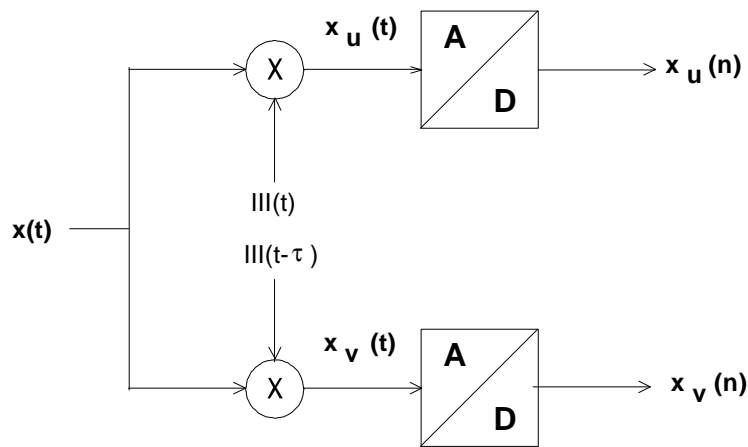 x u (t)
A
D
x u (n)
X
III(t)
x(t)
III(t-τ)
x v (t)
A
D
x v (n)
X